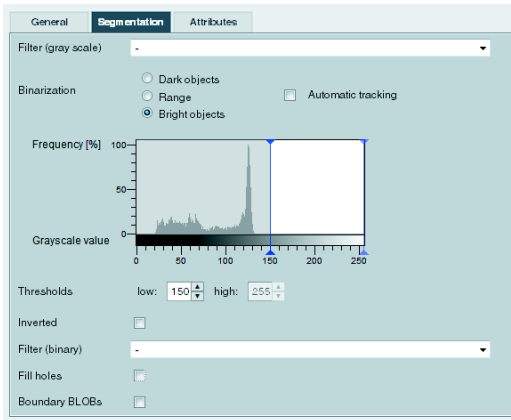 General Segmentation Attributes
Filter (gray scale) -
Dark objects
Binarization Range Automatic tracking
Bright objects
Frequency [%] 100
50
0
Grayscale value
0 50 100 150 200 250
Thresholds low: 150 high: 255
Inverted
Filter (binary) -
Fill holes
Boundary BLOBs